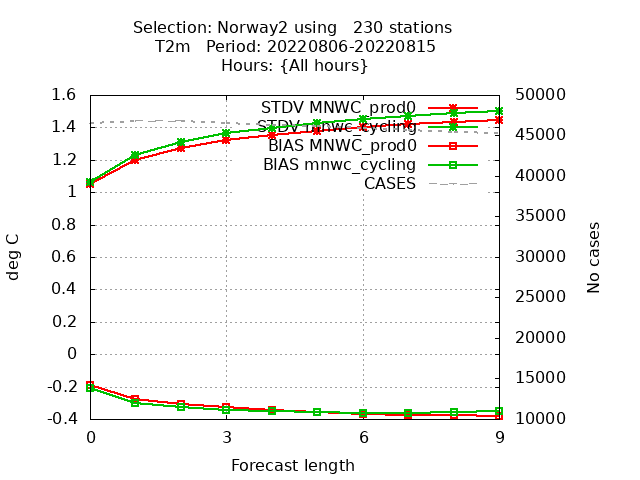 Selection: Norway2 using   230 stations
T2m   Period: 20220806-20220815
Hours: {All hours}
1.6
1.4
1.2
1
0.8
0.6
0.4
0.2
0
-0.2
-0.4
deg C
STDV MNWC_prod0
STDV mnwc_cycling
BIAS MNWC_prod0
BIAS mnwc_cycling
CASES
50000
45000
40000
35000
30000
25000
20000
15000
10000
No cases
0 3 6 9
Forecast length